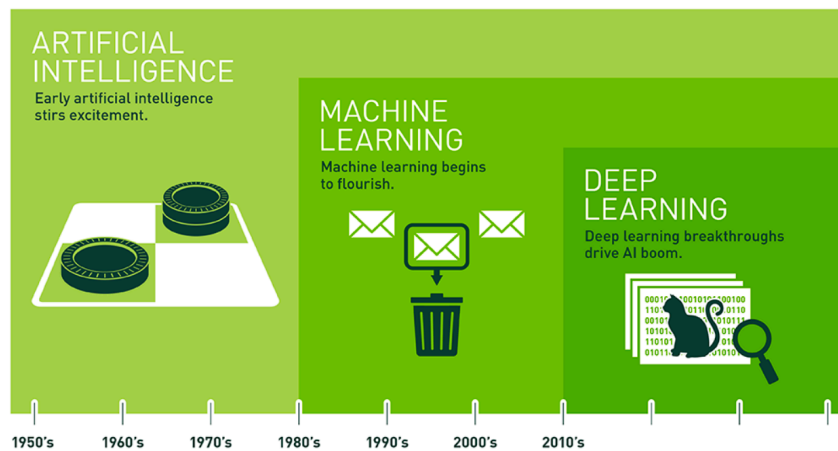 ARTIFICIAL
INTELLIGENCE
Early artificial intelligence
stirs excitement.
MACHINE
LEARNING
Machine learning begins
to flourish.
DEEP
LEARNING
Deep learning breakthroughs
drive AI boom.
1950's
1960's
1970's
1980's
1990's
2000's
2010's